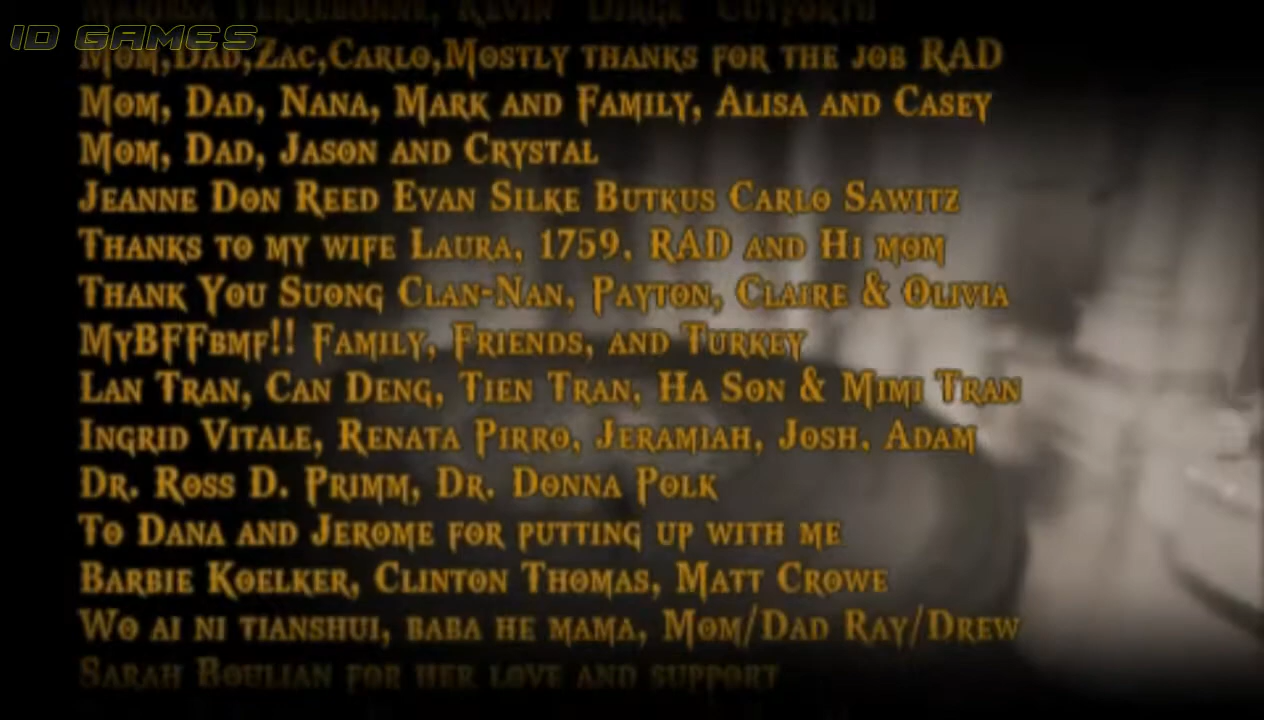 ID GAMES
Mom,Dad,Zac,Carlo,Mostly thanks for the job RAD
Mom, Dad, Nana, Mark and Family, Alisa and Casey
Mom, Dad, Jason and Crystal
Jeanne Don Reed Evan Silke Butkus Carlo Sawitz
Thanks to my wife Laura, 1759. RAD and Hi mom
Thank You Suong Clan-Nan, Payton, Claire & Olivia
MyBFFbmf!! Family, Friends, and Turkey
Lan Tran, Can Deng, Tien Tran, Ha Son & Mimi Tran
Ingrid Vitale, Renata Pirro, Jeramiah, Josh. Adam
Dr. Ross D. Primm, Dr. Donna Polk
To Dana and Jerome for putting up with me
Barbie Koelker, Clinton Thomas, Matt Crowe
Wo ai ni tianshui, baba he mama, Mom/Dad Ray/Drew
Sarah Boulian for her love and support